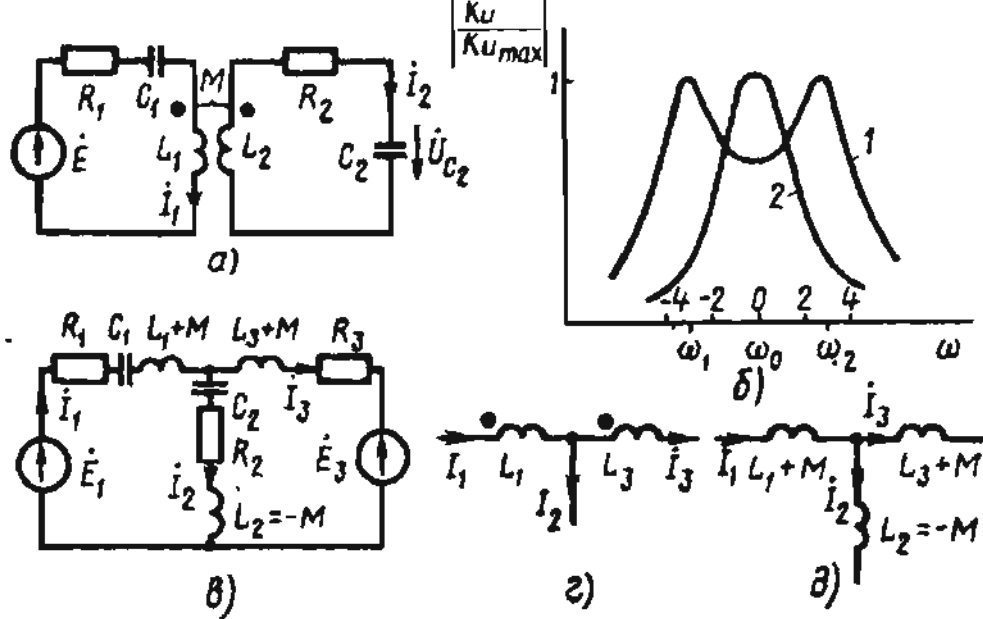 R₁ C₁ M R₂ İ₂
Ė L₁ L₂ C₂ U̇C₂
İ₁
а)
|Ku/Kumax|
1
1
2
-4 -2 0 2 4
ω₁ ω₀ ω₂ ω
б)
R₁ C₁ L₁+M L₃+M R₃
İ₁ C₂ İ₃
Ė₁ R₂ Ė₃
İ₂ L₂=-M
в)
I₁ L₁ L₃ İ₃
I₂
г)
İ₃
İ₁ L₁+M L₃+M
İ₂ L₂=-M
д)